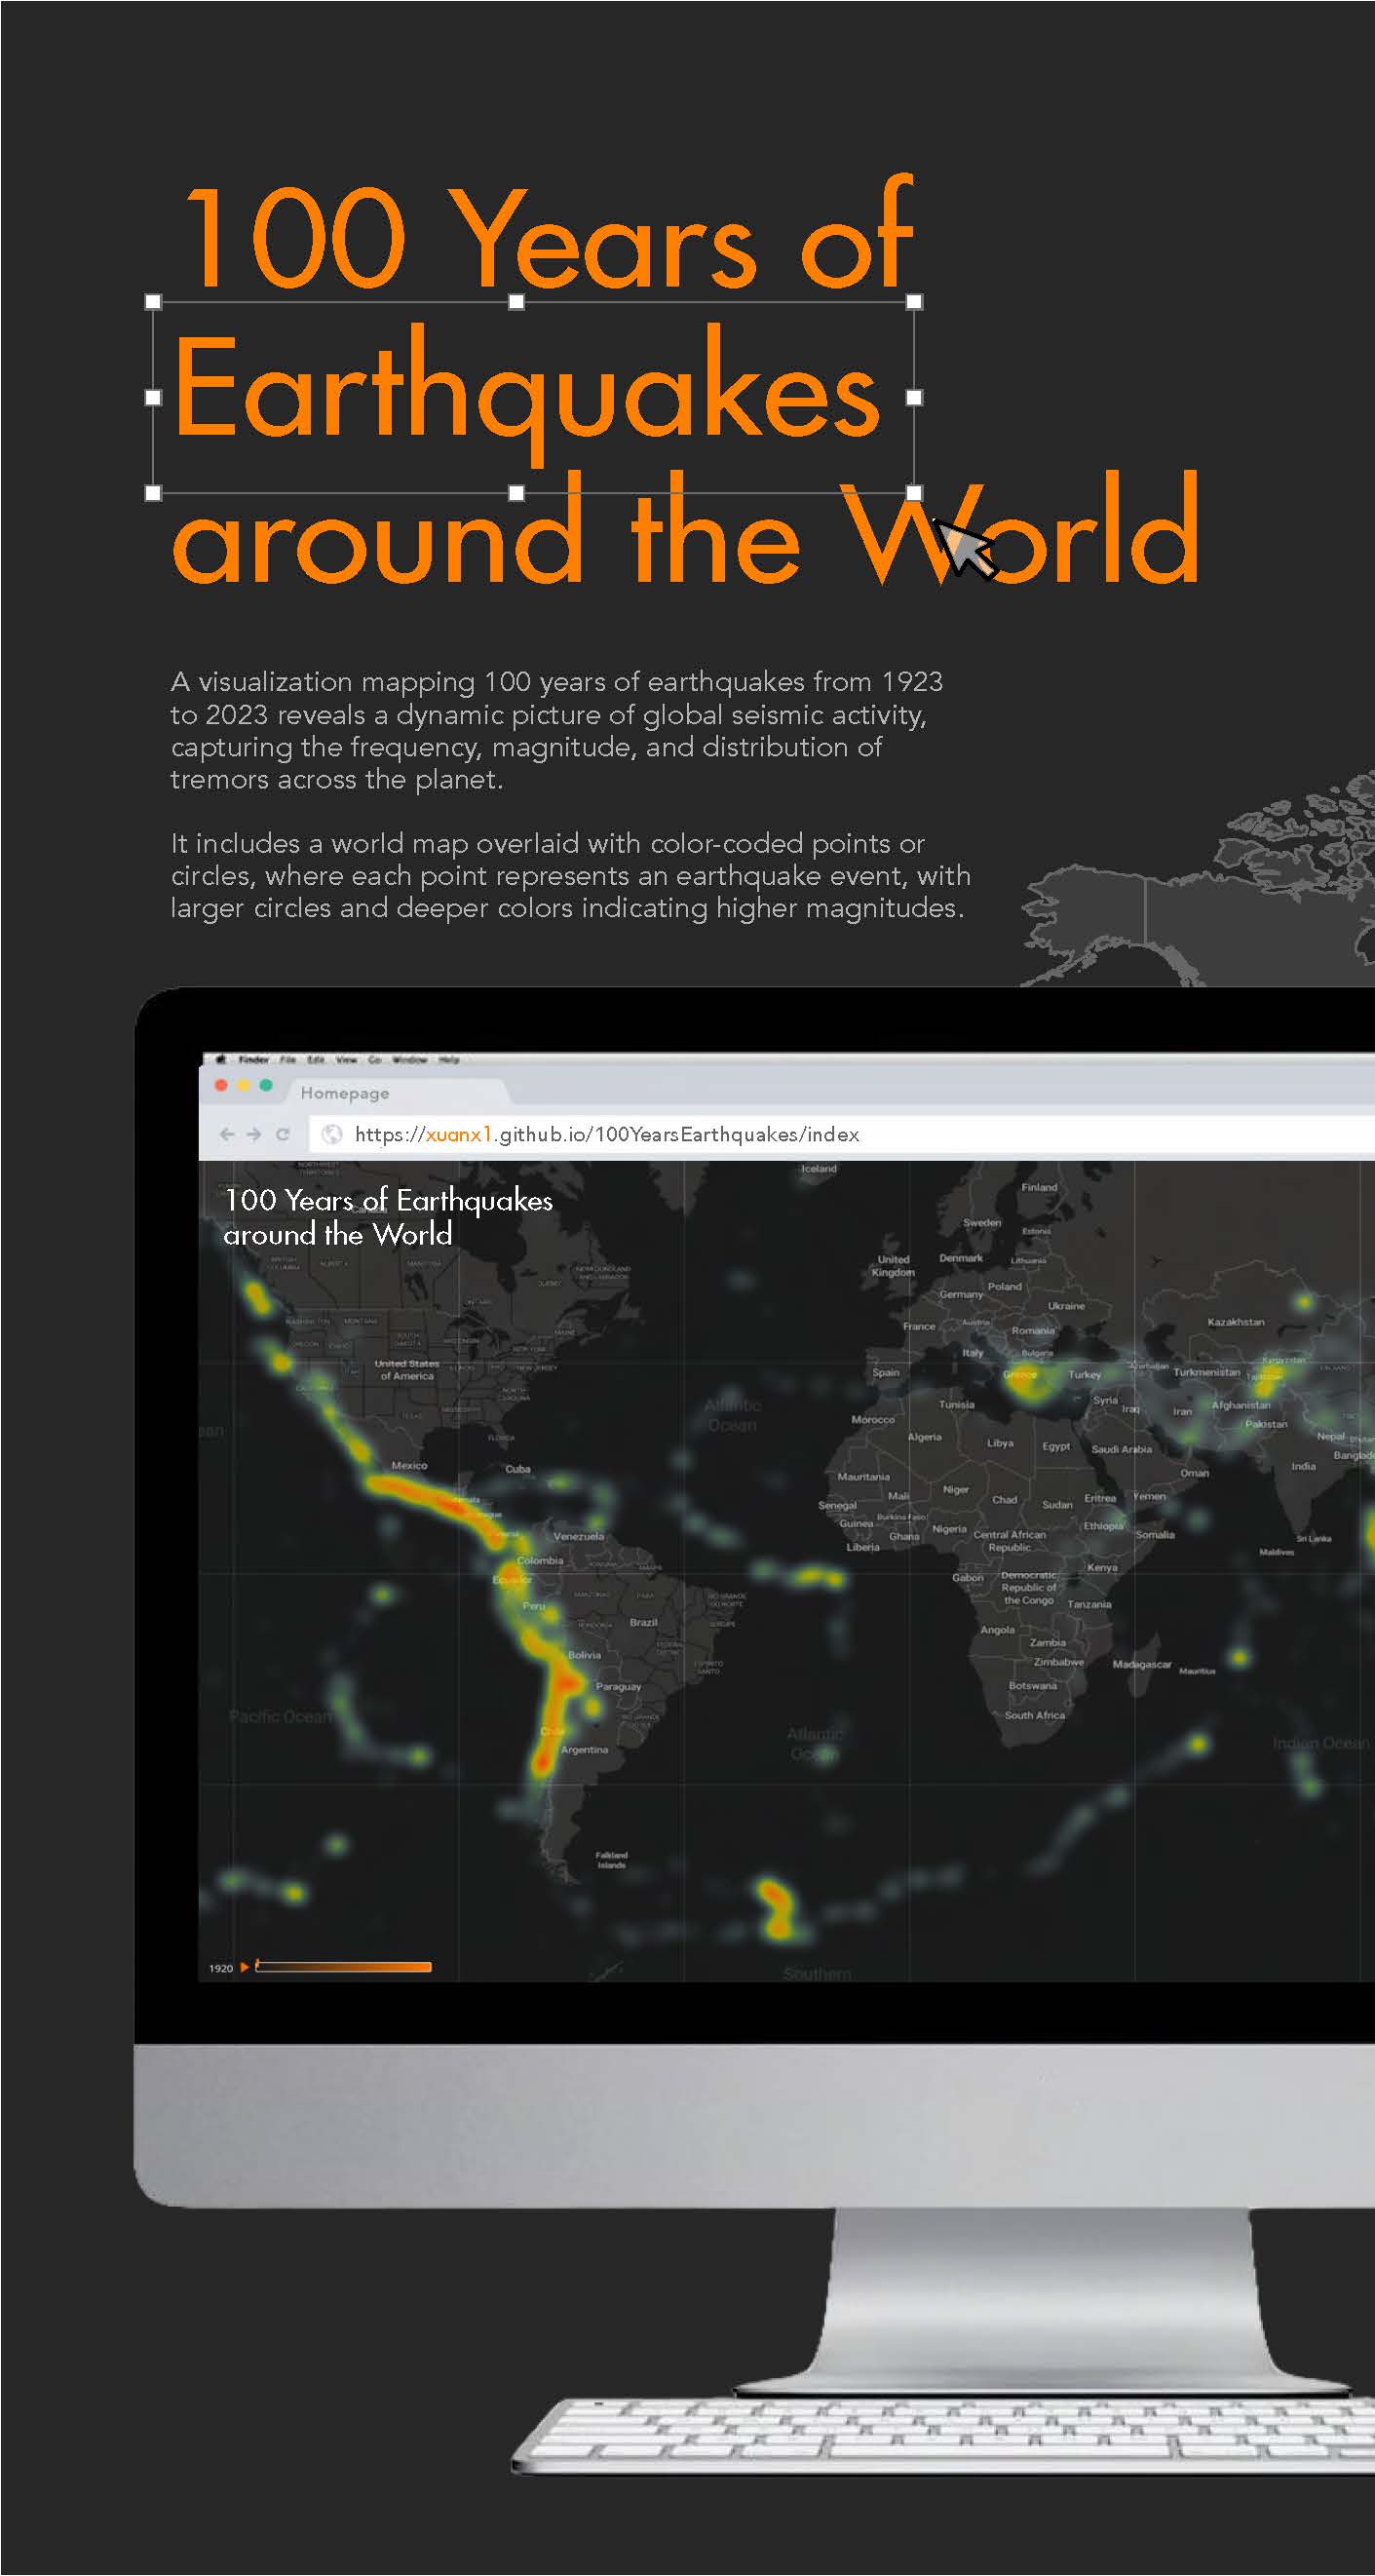 100 Years of
Earthquakes
around the World
A visualization mapping 100 years of earthquakes from 1923
to 2023 reveals a dynamic picture of global seismic activity,
capturing the frequency, magnitude, and distribution of
tremors across the planet.
It includes a world map overlaid with color-coded points or
circles, where each point represents an earthquake event, with
larger circles and deeper colors indicating higher magnitudes.
Finder File Edit View Go Window Help
Homepage
https://xuanx1.github.io/100YearsEarthquakes/index
100 Years of Earthquakes
around the World
Iceland
Finland
Sweden
Estonia
United
Kingdom
Denmark
Lithuania
Poland
Germany
Ukraine
Kazakhstan
France
Austria
Romania
Italy
Bulgaria
United States
of America
Spain
Greece
Turkey
Azerbaijan
Turkmenistan
Kyrgyzstan
Atlantic
Ocean
Tunisia
Syria
Iraq
Iran
Afghanistan
Morocco
Pakistan
Algeria
Libya
Egypt
Saudi Arabia
Nepal
Mexico
Cuba
India
Mauritania
Oman
Niger
Mali
Chad
Sudan
Eritrea
Yemen
Senegal
Guinea
Burkina Faso
Ghana
Nigeria
Central African
Republic
Ethiopia
Somalia
Venezuela
Liberia
Sri Lanka
Maldives
Colombia
Ecuador
Gabon
Democratic
Republic of
the Congo
Kenya
Tanzania
Peru
Brazil
Angola
Zambia
Zimbabwe
Bolivia
Madagascar
Mauritius
Paraguay
Botswana
South Africa
Pacific Ocean
Chile
Argentina
Atlantic
Ocean
Indian Ocean
Falkland
Islands
1920
Southern